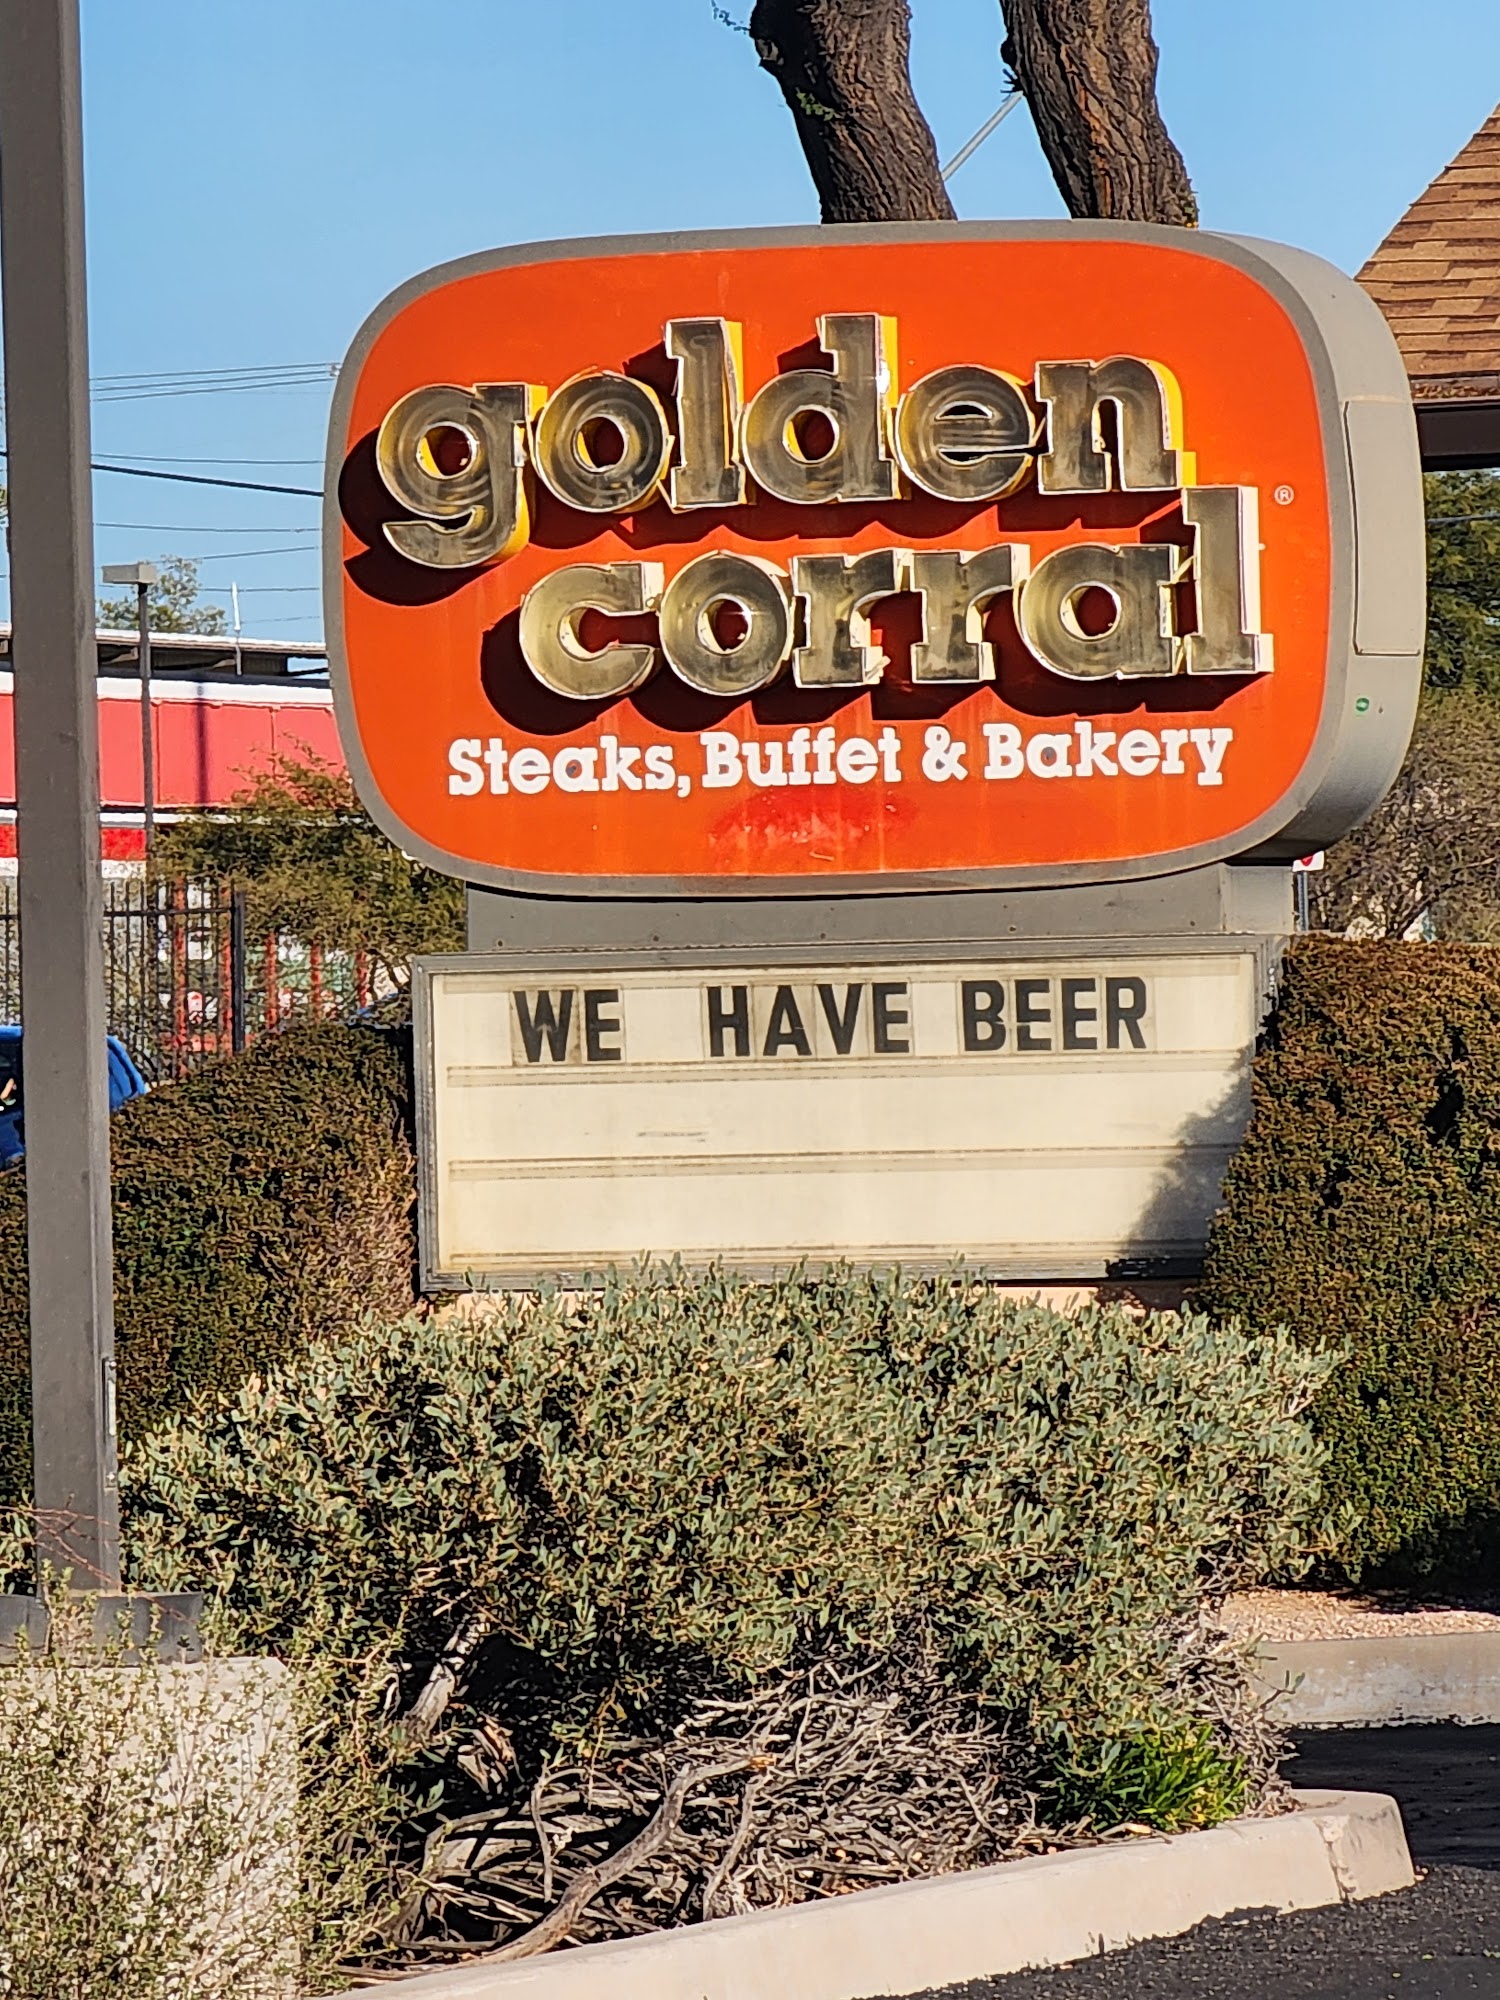 golden
corral ®
Steaks, Buffet & Bakery
WE HAVE BEER